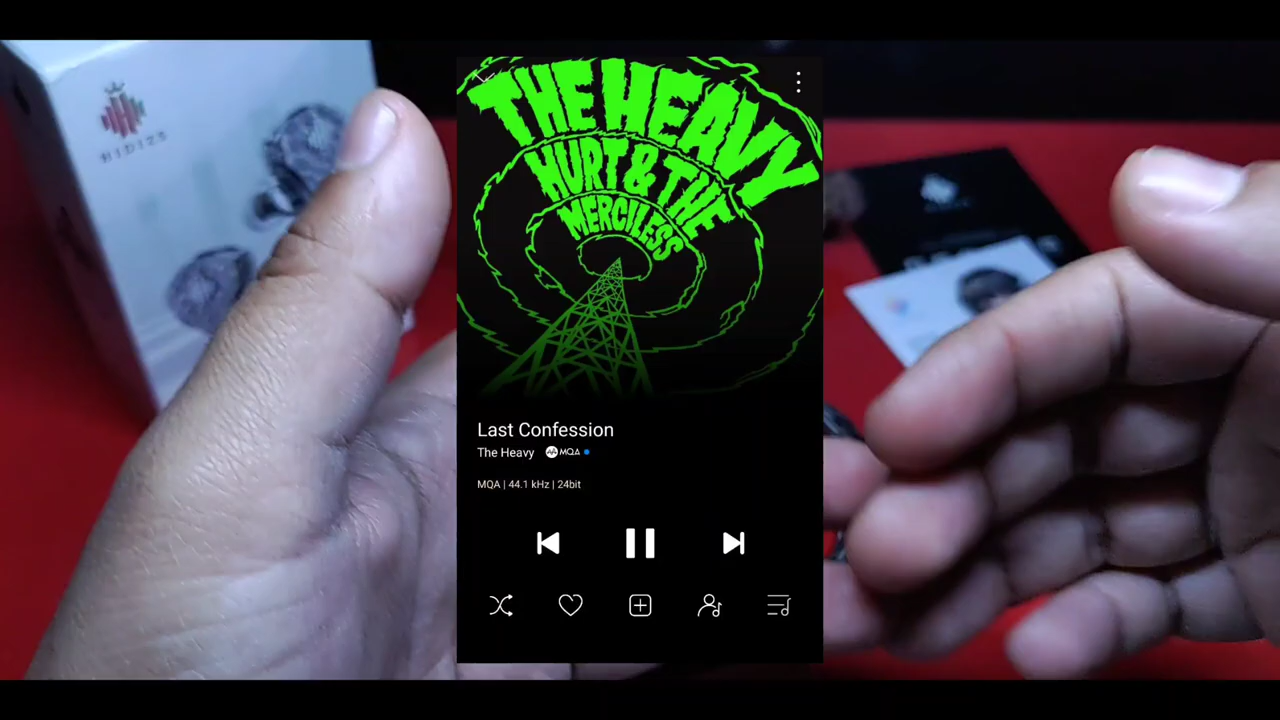 HIDIZS
THE HEAVY
HURT & THE
MERCILESS
Last Confession
The Heavy MQA
MQA | 44.1 kHz | 24bit